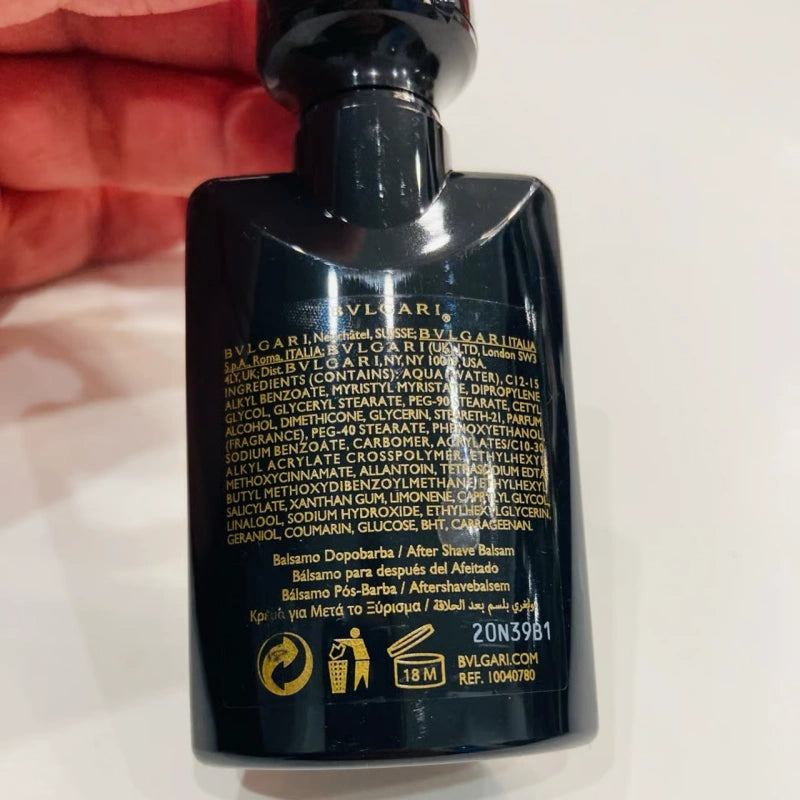 BVLGARI®
BVLGARI, Neuchâtel, SUISSE; BVLGARI ITALIA
S.p.A., Roma, ITALIA; BVLGARI (UK) LTD, London SW3
4LY, UK; Dist. BVLGARI, NY, NY 10019, USA.
INGREDIENTS (CONTAINS): AQUA (WATER), C12-15
ALKYL BENZOATE, MYRISTYL MYRISTATE, DIPROPYLENE
GLYCOL, GLYCERYL STEARATE, PEG-90 STEARATE, CETYL
ALCOHOL, DIMETHICONE, GLYCERIN, STEARETH-21, PARFUM
(FRAGRANCE), PEG-40 STEARATE, PHENOXYETHANOL,
SODIUM BENZOATE, CARBOMER, ACRYLATES/C10-30
ALKYL ACRYLATE CROSSPOLYMER, ETHYLHEXYL
METHOXYCINNAMATE, ALLANTOIN, TETRASODIUM EDTA,
BUTYL METHOXYDIBENZOYLMETHANE, ETHYLHEXYL
SALICYLATE, XANTHAN GUM, LIMONENE, CAPRYLYL GLYCOL,
LINALOOL, SODIUM HYDROXIDE, ETHYLHEXYLGLYCERIN,
GERANIOL, COUMARIN, GLUCOSE, BHT, CARRAGEENAN.
Balsamo Dopobarba / After Shave Balsam
Bálsamo para después del Afeitado
Bálsamo Pós-Barba / Aftershavebalsem
Κρέμα για Μετά το Ξύρισμα / بولغري بلسم بعد الحلاقة
20N39B1
18 M
BVLGARI.COM
REF. 10040780